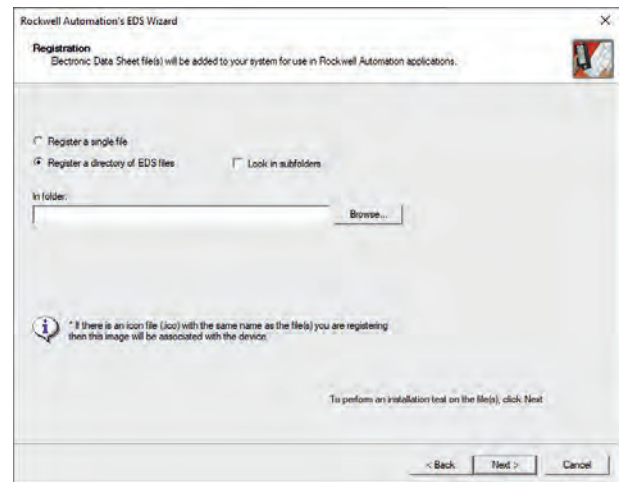 Rockwell Automation's EDS Wizard
Registration
Electronic Data Sheet file(s) will be added to your system for use in Rockwell Automation applications.
Register a single file
Register a directory of EDS files
Look in subfolders
In folder:
Browse...
* If there is an icon file (.ico) with the same name as the file(s) you are registering
then this image will be associated with the device.
To perform an installation test on the file(s), click Next
< Back
Next >
Cancel